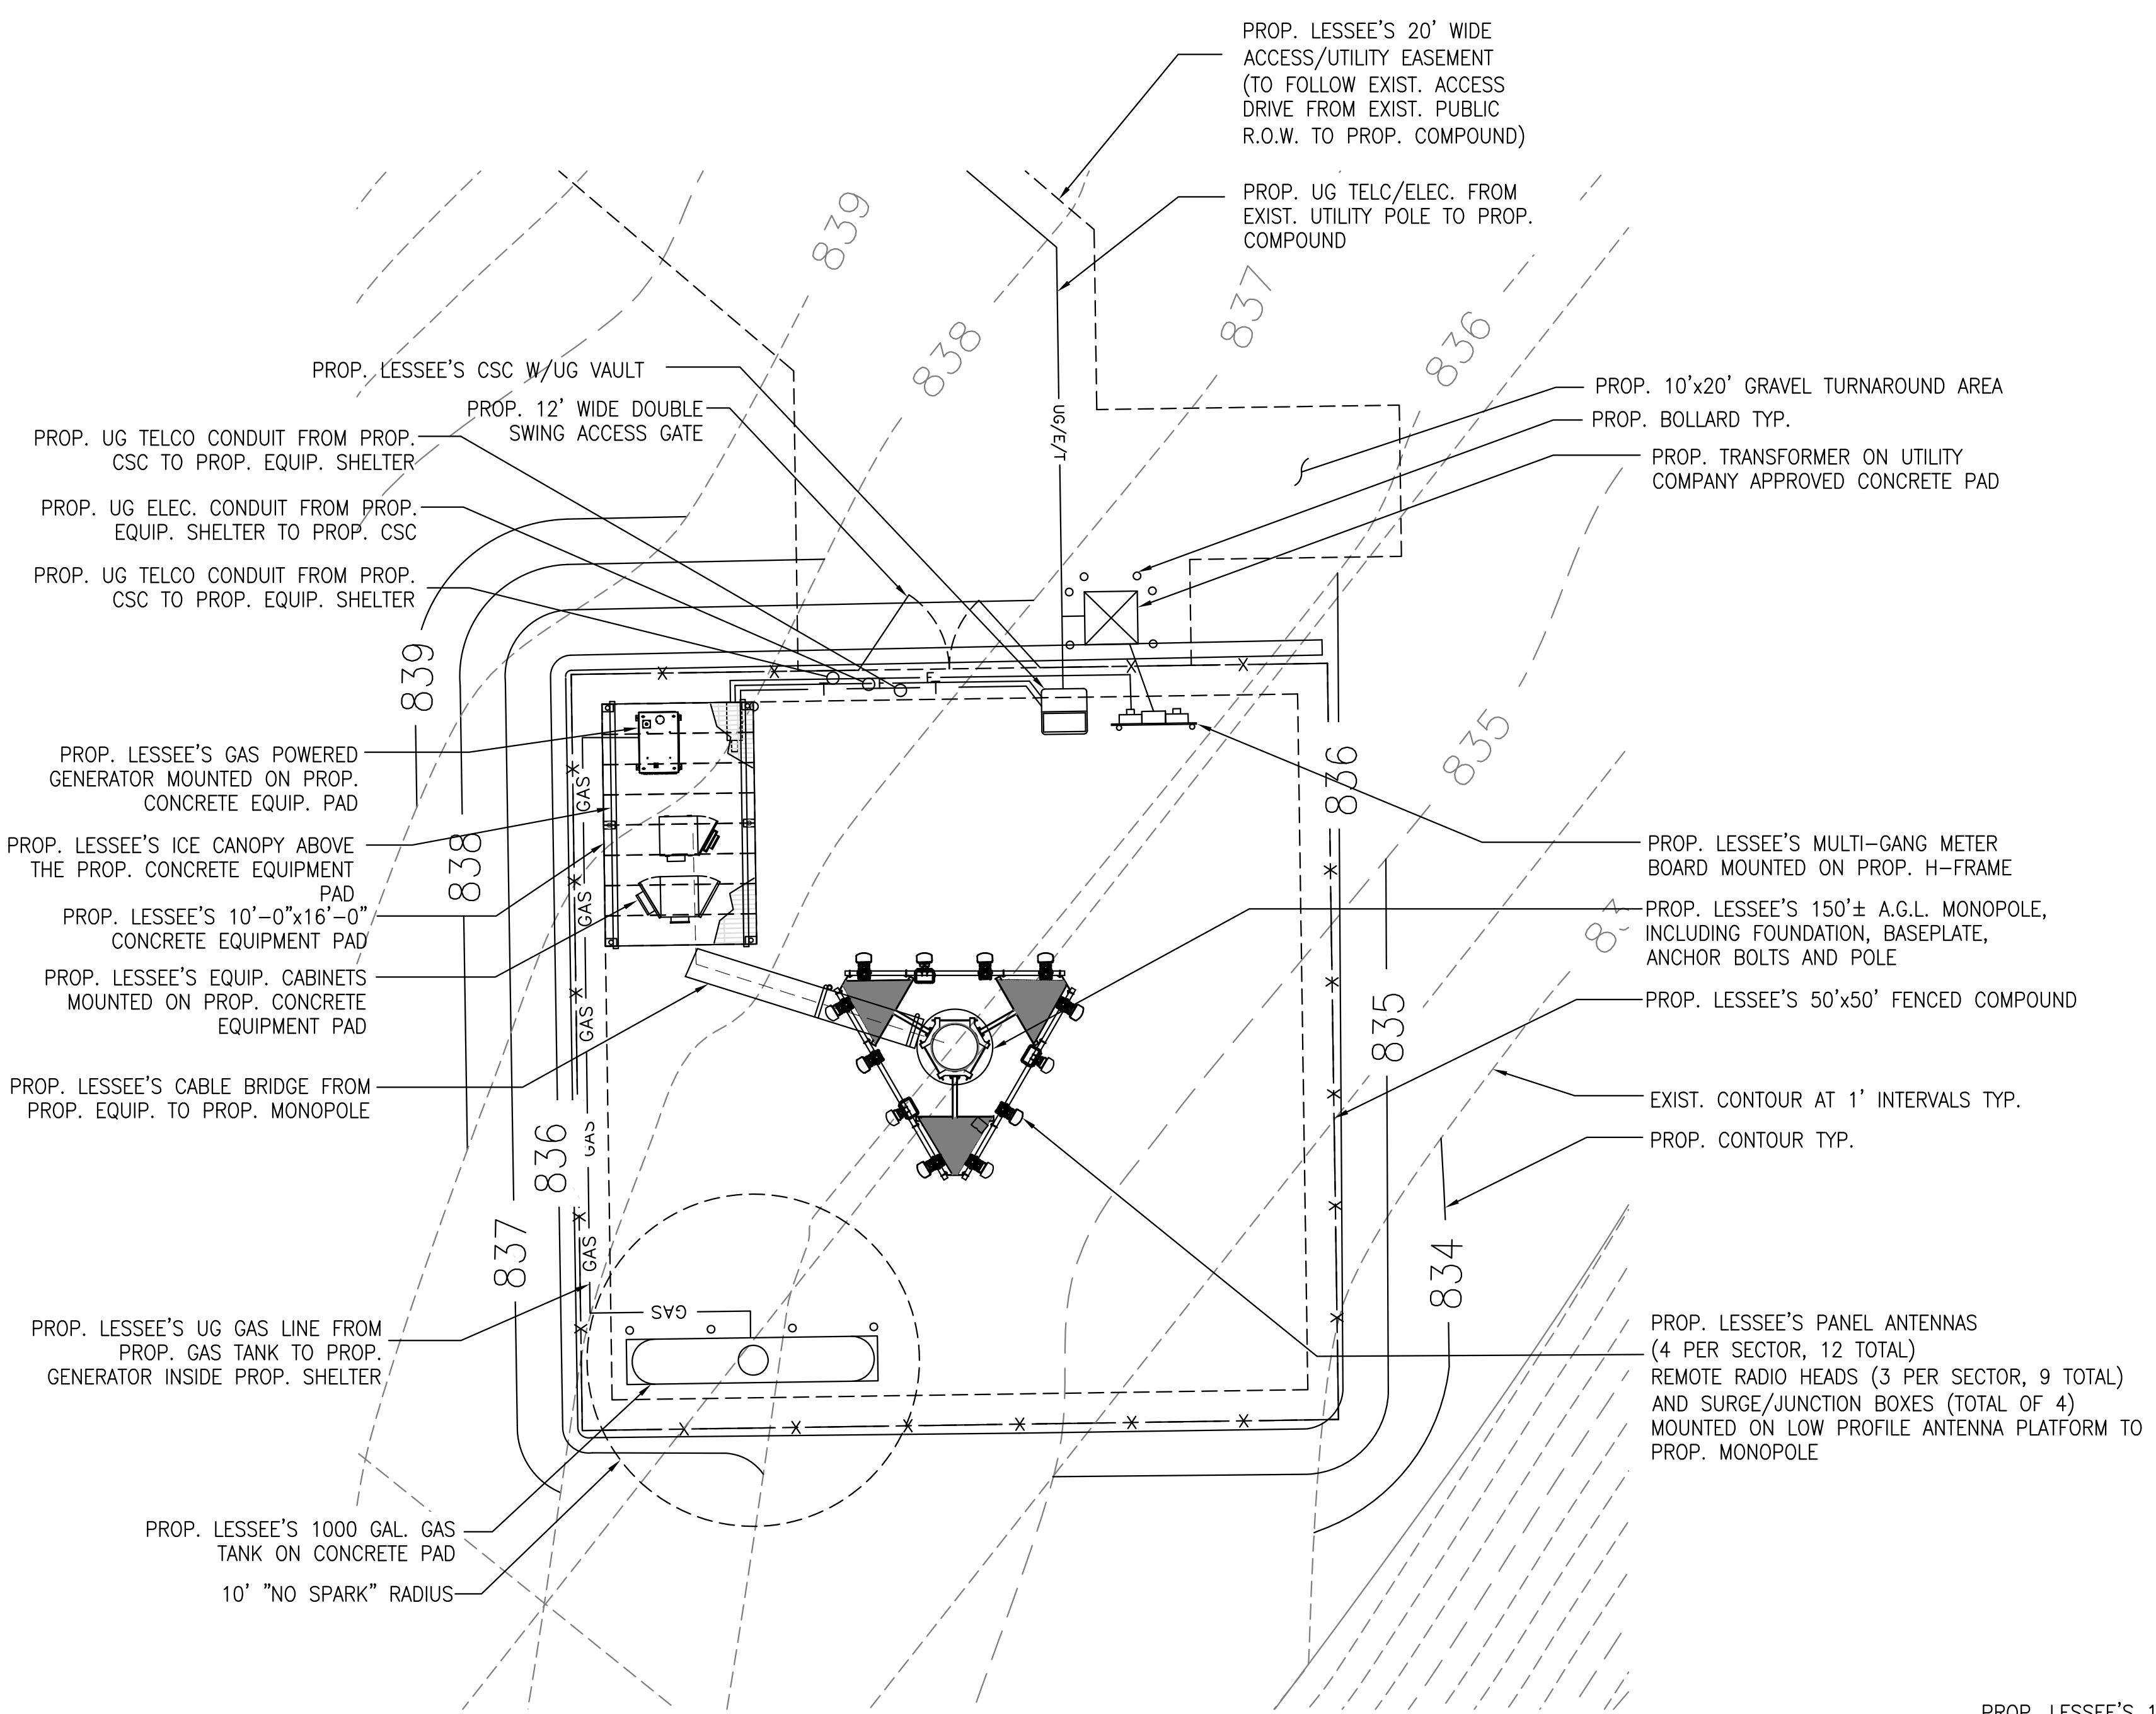 PROP. LESSEE'S 20' WIDE
ACCESS/UTILITY EASEMENT
(TO FOLLOW EXIST. ACCESS
DRIVE FROM EXIST. PUBLIC
R.O.W. TO PROP. COMPOUND)
PROP. UG TELC/ELEC. FROM
EXIST. UTILITY POLE TO PROP.
COMPOUND
839
838
837
836
PROP. LESSEE'S CSC W/UG VAULT
PROP. 12' WIDE DOUBLE
SWING ACCESS GATE
PROP. UG TELCO CONDUIT FROM PROP.
CSC TO PROP. EQUIP. SHELTER
PROP. UG ELEC. CONDUIT FROM PROP.
EQUIP. SHELTER TO PROP. CSC
PROP. UG TELCO CONDUIT FROM PROP.
CSC TO PROP. EQUIP. SHELTER
UG/E/T
PROP. 10'x20' GRAVEL TURNAROUND AREA
PROP. BOLLARD TYP.
PROP. TRANSFORMER ON UTILITY
COMPANY APPROVED CONCRETE PAD
839
838
837
836
T
E
E
T
836
835
835
834
83
PROP. LESSEE'S GAS POWERED
GENERATOR MOUNTED ON PROP.
CONCRETE EQUIP. PAD
PROP. LESSEE'S ICE CANOPY ABOVE
THE PROP. CONCRETE EQUIPMENT
PAD
PROP. LESSEE'S 10'-0"x16'-0"
CONCRETE EQUIPMENT PAD
PROP. LESSEE'S EQUIP. CABINETS
MOUNTED ON PROP. CONCRETE
EQUIPMENT PAD
PROP. LESSEE'S CABLE BRIDGE FROM
PROP. EQUIP. TO PROP. MONOPOLE
GAS
GAS
GAS
GAS
GAS
GAS
PROP. LESSEE'S UG GAS LINE FROM
PROP. GAS TANK TO PROP.
GENERATOR INSIDE PROP. SHELTER
PROP. LESSEE'S 1000 GAL. GAS
TANK ON CONCRETE PAD
10' "NO SPARK" RADIUS
PROP. LESSEE'S MULTI-GANG METER
BOARD MOUNTED ON PROP. H-FRAME
PROP. LESSEE'S 150'± A.G.L. MONOPOLE,
INCLUDING FOUNDATION, BASEPLATE,
ANCHOR BOLTS AND POLE
PROP. LESSEE'S 50'x50' FENCED COMPOUND
EXIST. CONTOUR AT 1' INTERVALS TYP.
PROP. CONTOUR TYP.
PROP. LESSEE'S PANEL ANTENNAS
(4 PER SECTOR, 12 TOTAL)
REMOTE RADIO HEADS (3 PER SECTOR, 9 TOTAL)
AND SURGE/JUNCTION BOXES (TOTAL OF 4)
MOUNTED ON LOW PROFILE ANTENNA PLATFORM TO
PROP. MONOPOLE
PROP. LESSEE'S 1